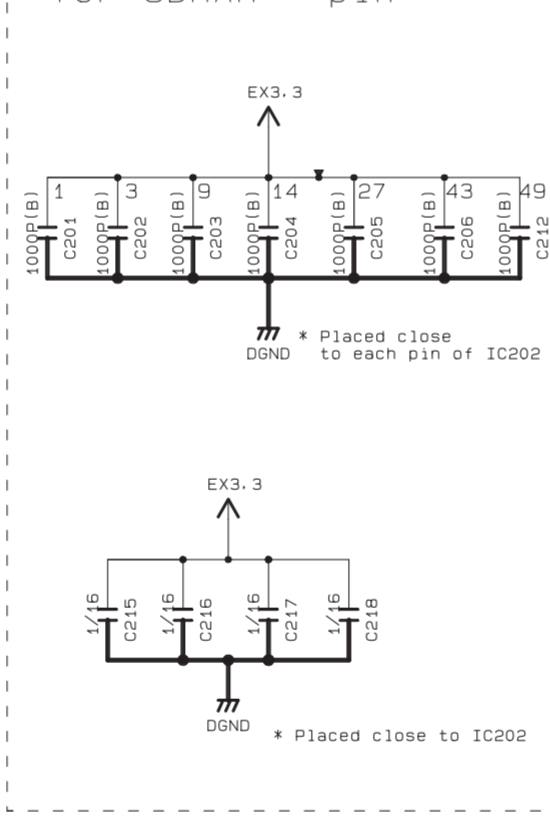 EX3.3
1 3 9 14 27 43 49
1000P(B) C201 1000P(B) C202 1000P(B) C203 1000P(B) C204 1000P(B) C205 1000P(B) C206 1000P(B) C212
DGND
* Placed close
to each pin of IC202
EX3.3
1/16 C215 1/16 C216 1/16 C217 1/16 C218
DGND
* Placed close to IC202